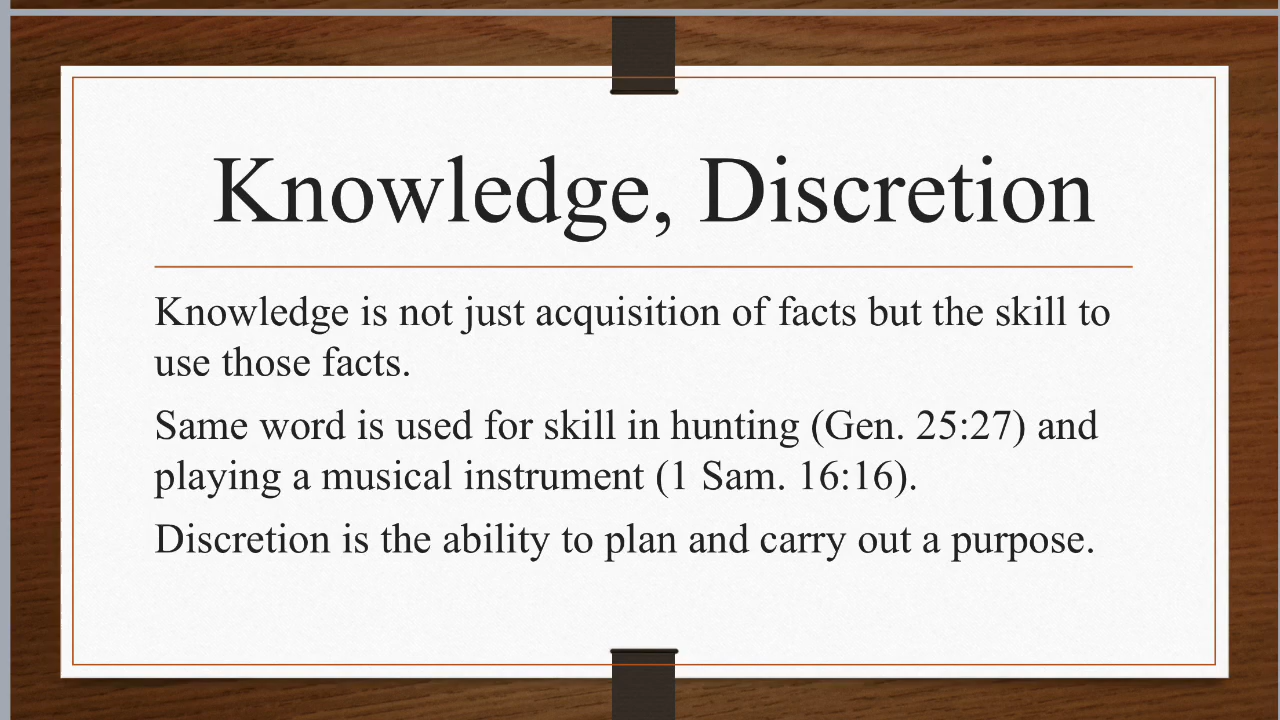 Knowledge, Discretion
Knowledge is not just acquisition of facts but the skill to
use those facts.
Same word is used for skill in hunting (Gen. 25:27) and
playing a musical instrument (1 Sam. 16:16).
Discretion is the ability to plan and carry out a purpose.